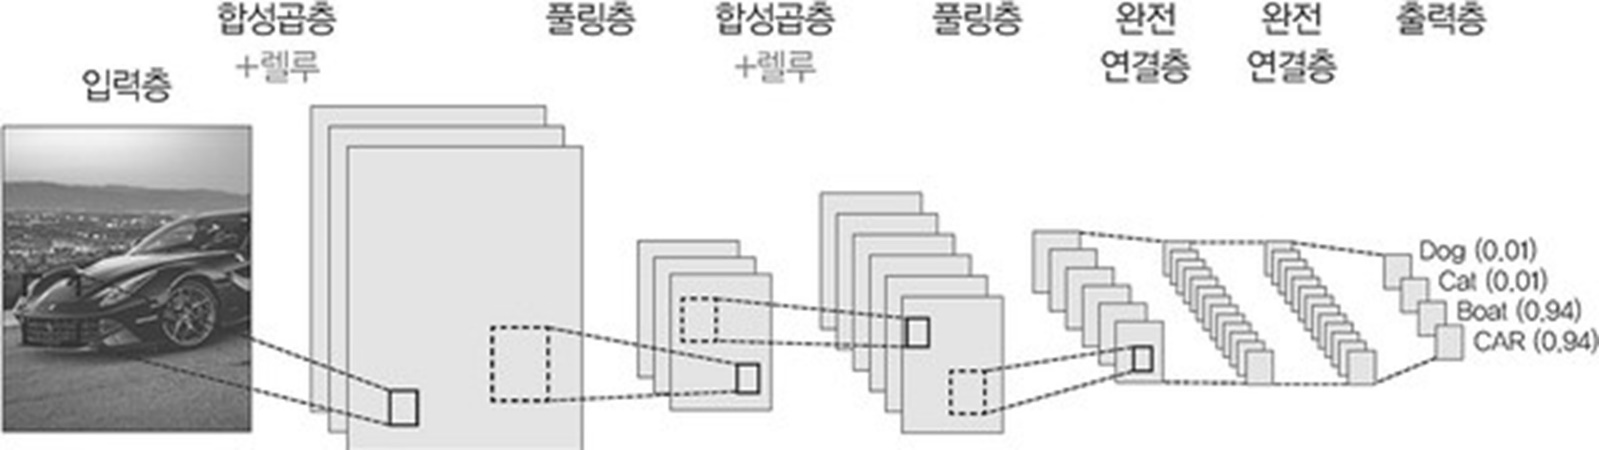 합성곱층
+렐루
풀링층
합성곱층
+렐루
풀링층
완전
연결층
완전
연결층
출력층
입력층
Dog (0.01)
Cat (0.01)
Boat (0.94)
CAR (0.94)